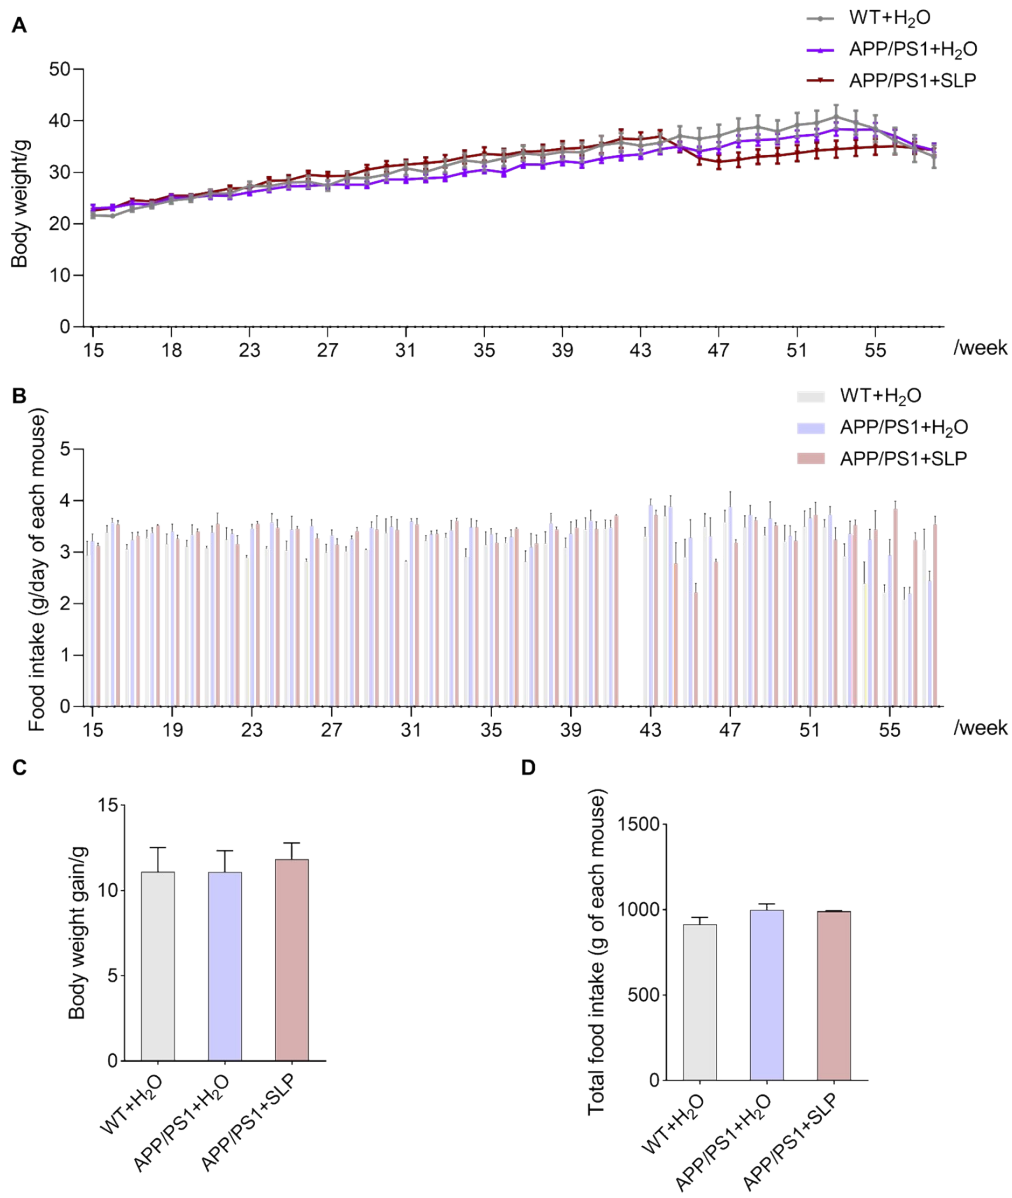 A
WT+H₂O
APP/PS1+H₂O
APP/PS1+SLP
Body weight/g
50
40
30
20
10
0
15 18 23 27 31 35 39 43 47 51 55 /week
B
WT+H₂O
APP/PS1+H₂O
APP/PS1+SLP
Food intake (g/day of each mouse)
5
4
3
2
1
0
15 19 23 27 31 35 39 43 47 51 55 /week
C
Body weight gain/g
15
10
5
0
WT+H₂O
APP/PS1+H₂O
APP/PS1+SLP
D
Total food intake (g of each mouse)
1500
1000
500
0
WT+H₂O
APP/PS1+H₂O
APP/PS1+SLP